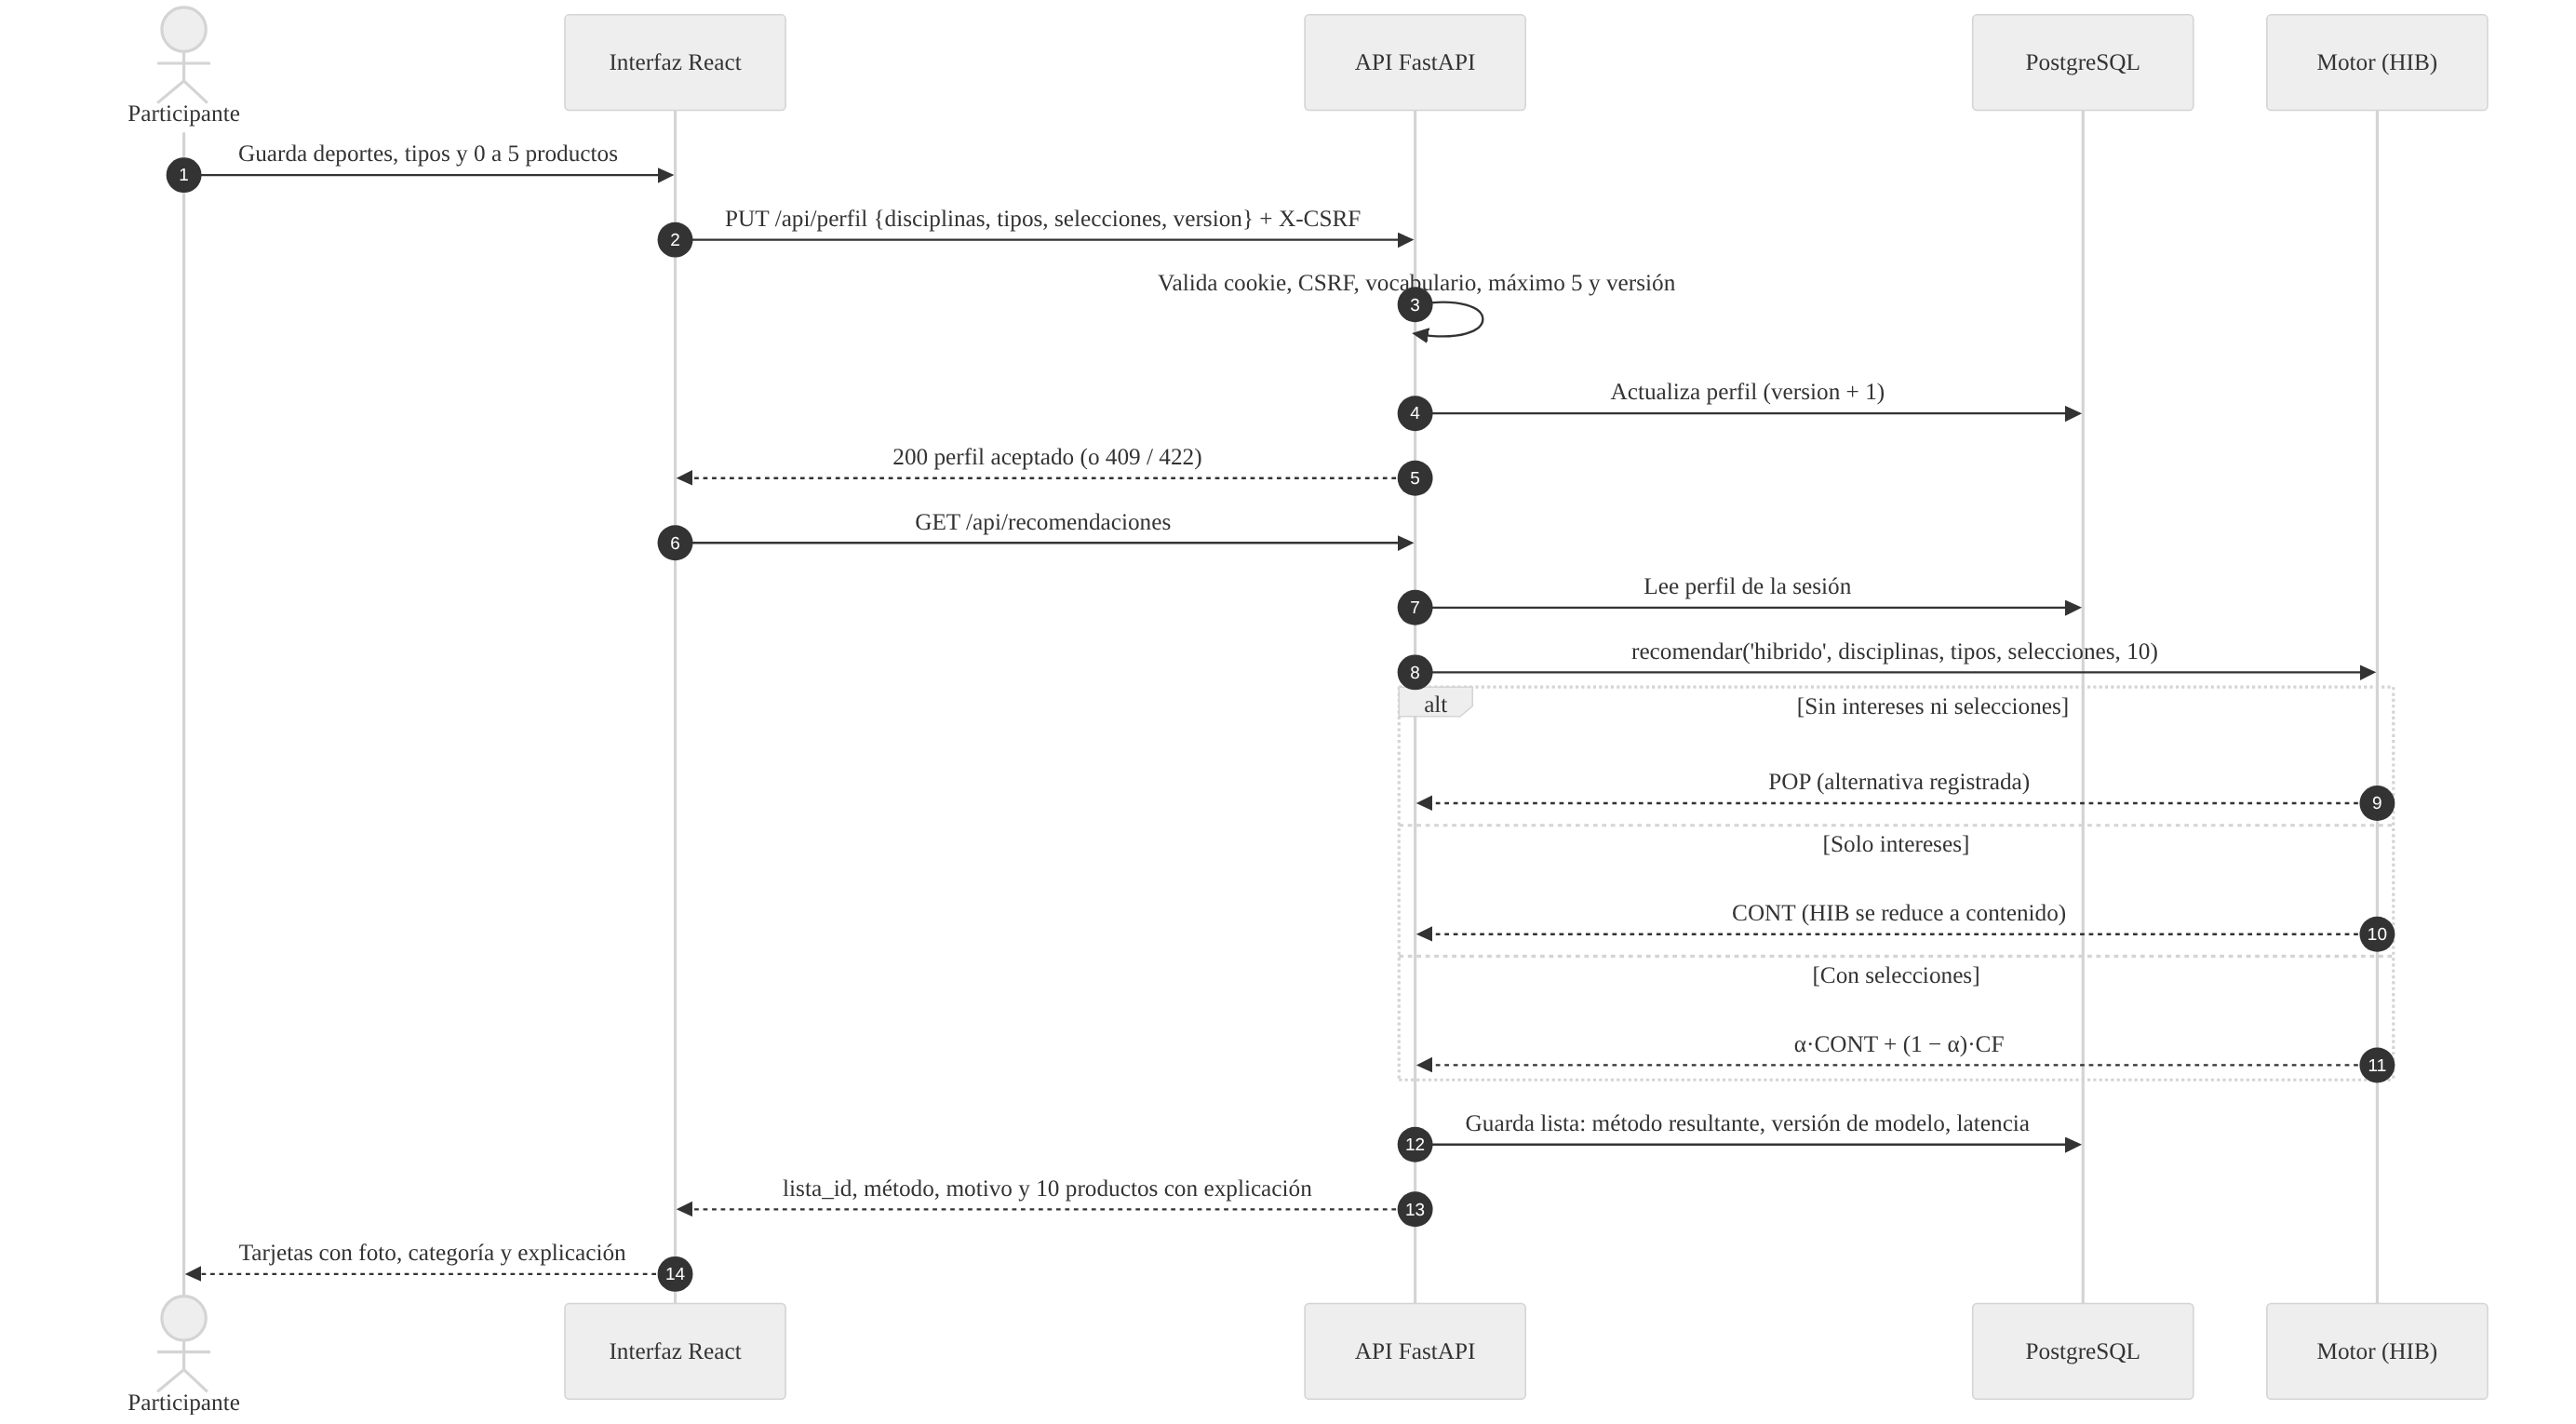 Participante
Interfaz React
API FastAPI
PostgreSQL
Motor (HIB)
Guarda deportes, tipos y 0 a 5 productos
1
PUT /api/perfil {disciplinas, tipos, selecciones, version} + X-CSRF
2
Valida cookie, CSRF, vocabulario, máximo 5 y versión
3
Actualiza perfil (version + 1)
4
200 perfil aceptado (o 409 / 422)
5
GET /api/recomendaciones
6
Lee perfil de la sesión
7
recomendar('hibrido', disciplinas, tipos, selecciones, 10)
8
alt
[Sin intereses ni selecciones]
POP (alternativa registrada)
9
[Solo intereses]
CONT (HIB se reduce a contenido)
10
[Con selecciones]
α·CONT + (1 − α)·CF
11
Guarda lista: método resultante, versión de modelo, latencia
12
lista_id, método, motivo y 10 productos con explicación
13
Tarjetas con foto, categoría y explicación
14
Participante
Interfaz React
API FastAPI
PostgreSQL
Motor (HIB)